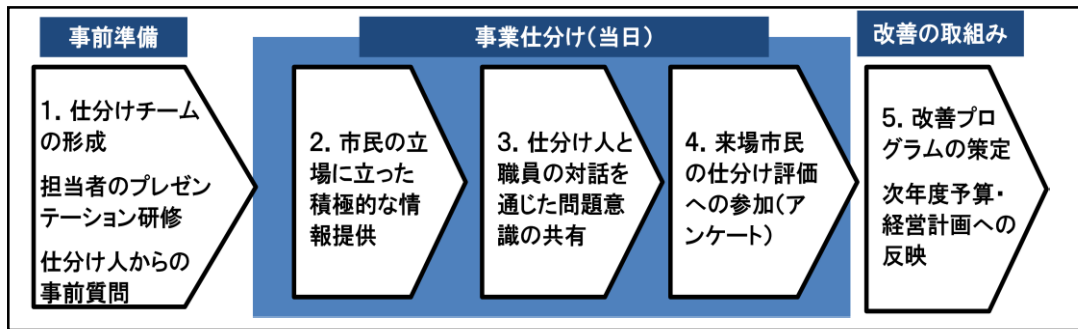 事前準備
1. 仕分けチーム
の形成
担当者のプレゼン
テーション研修
仕分け人からの
事前質問
事業仕分け(当日)
2. 市民の立
場に立った
積極的な情
報提供
3. 仕分け人と
職員の対話を
通じた問題意
識の共有
4. 来場市民
の仕分け評価
への参加(ア
ンケート)
改善の取組み
5. 改善プロ
グラムの策定
次年度予算・
経営計画への
反映